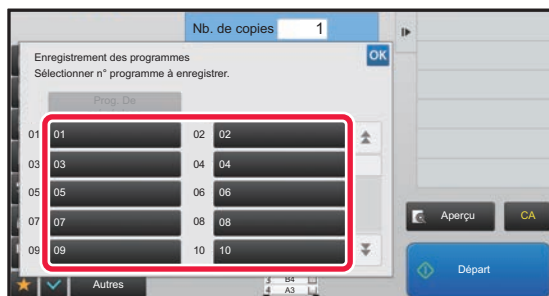 Nb. de copies 1
Enregistrement des programmes
OK
Sélectionner n° programme à enregistrer.
Prog. De
01 01 02 02
03 03 04 04
05 05 06 06
07 07 08 08
09 09 10 10
Aperçu
CA
Départ
Autres
3 B4
4 A3